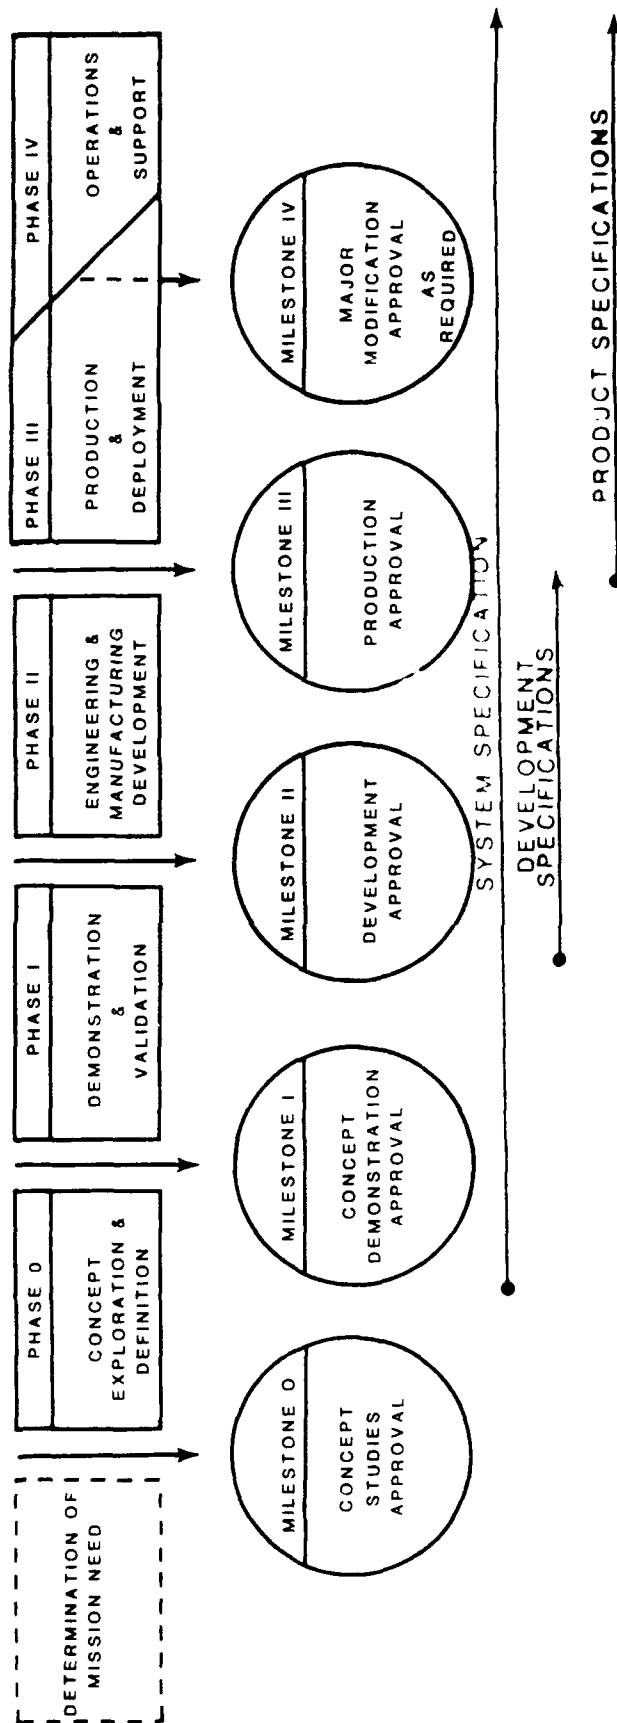 DETERMINATION OF
MISSION NEED
PHASE 0
CONCEPT
EXPLORATION &
DEFINITION
PHASE I
DEMONSTRATION
&
VALIDATION
PHASE II
ENGINEERING &
MANUFACTURING
DEVELOPMENT
PHASE III
PRODUCTION
&
DEPLOYMENT
PHASE IV
OPERATIONS
&
SUPPORT
MILESTONE O
CONCEPT
STUDIES
APPROVAL
MILESTONE I
CONCEPT
DEMONSTRATION
APPROVAL
MILESTONE II
DEVELOPMENT
APPROVAL
MILESTONE III
PRODUCTION
APPROVAL
MILESTONE IV
MAJOR
MODIFICATION
APPROVAL
AS
REQUIRED
SYSTEM SPECIFICATION
DEVELOPMENT
SPECIFICATIONS
PRODUCT SPECIFICATIONS